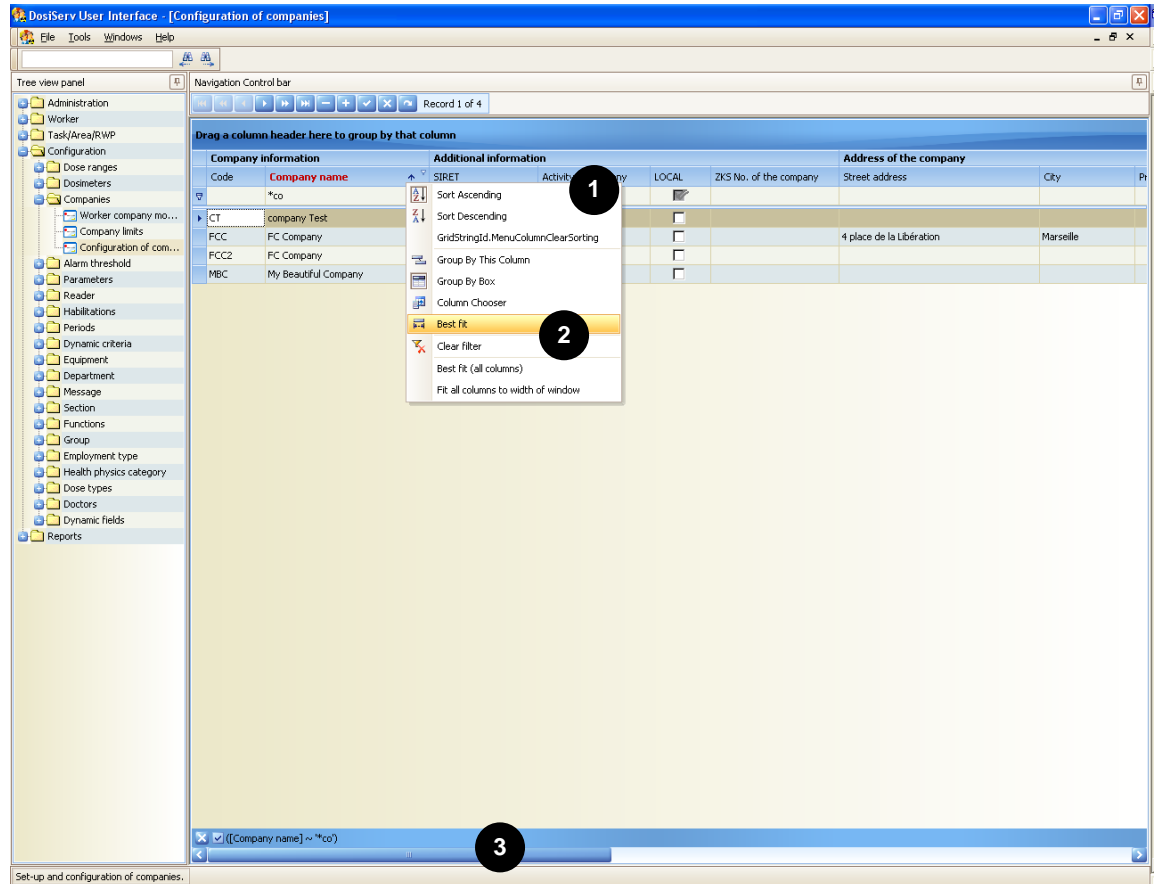 DosiServ User Interface - [Configuration of companies]
File Tools Windows Help
Tree view panel
Navigation Control bar
Administration
Worker
Task/Area/RWP
Configuration
Dose ranges
Dosimeters
Companies
Worker company mo...
Company limits
Configuration of com...
Alarm threshold
Parameters
Reader
Habilitations
Periods
Dynamic criteria
Equipment
Department
Message
Section
Functions
Group
Employment type
Health physics category
Dose types
Doctors
Dynamic fields
Reports
Record 1 of 4
Drag a column header here to group by that column
Company information Additional information Address of the company
Code Company name SIRET LOCAL ZKS No. of the company Street address City
*co
CT company Test
FCC FC Company 4 place de la Libération Marseille
FCC2 FC Company
MBC My Beautiful Company
Sort Ascending
Sort Descending
GridStringId.MenuColumnClearSorting
Group By This Column
Group By Box
Column Chooser
Best fit
Clear filter
Best fit (all columns)
Fit all columns to width of window
1
2
([Company name] ~ '*co')
3
Set-up and configuration of companies.